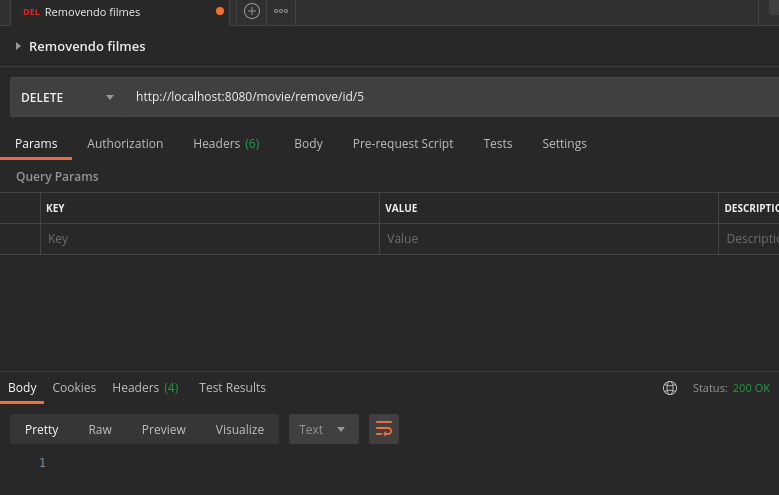 DEL Removendo filmes
Removendo filmes
DELETE http://localhost:8080/movie/remove/id/5
Params Authorization Headers (6) Body Pre-request Script Tests Settings
Query Params
KEY VALUE DESCRIPTIO
Key Value Descriptio
Body Cookies Headers (4) Test Results Status: 200 OK
Pretty Raw Preview Visualize Text
1